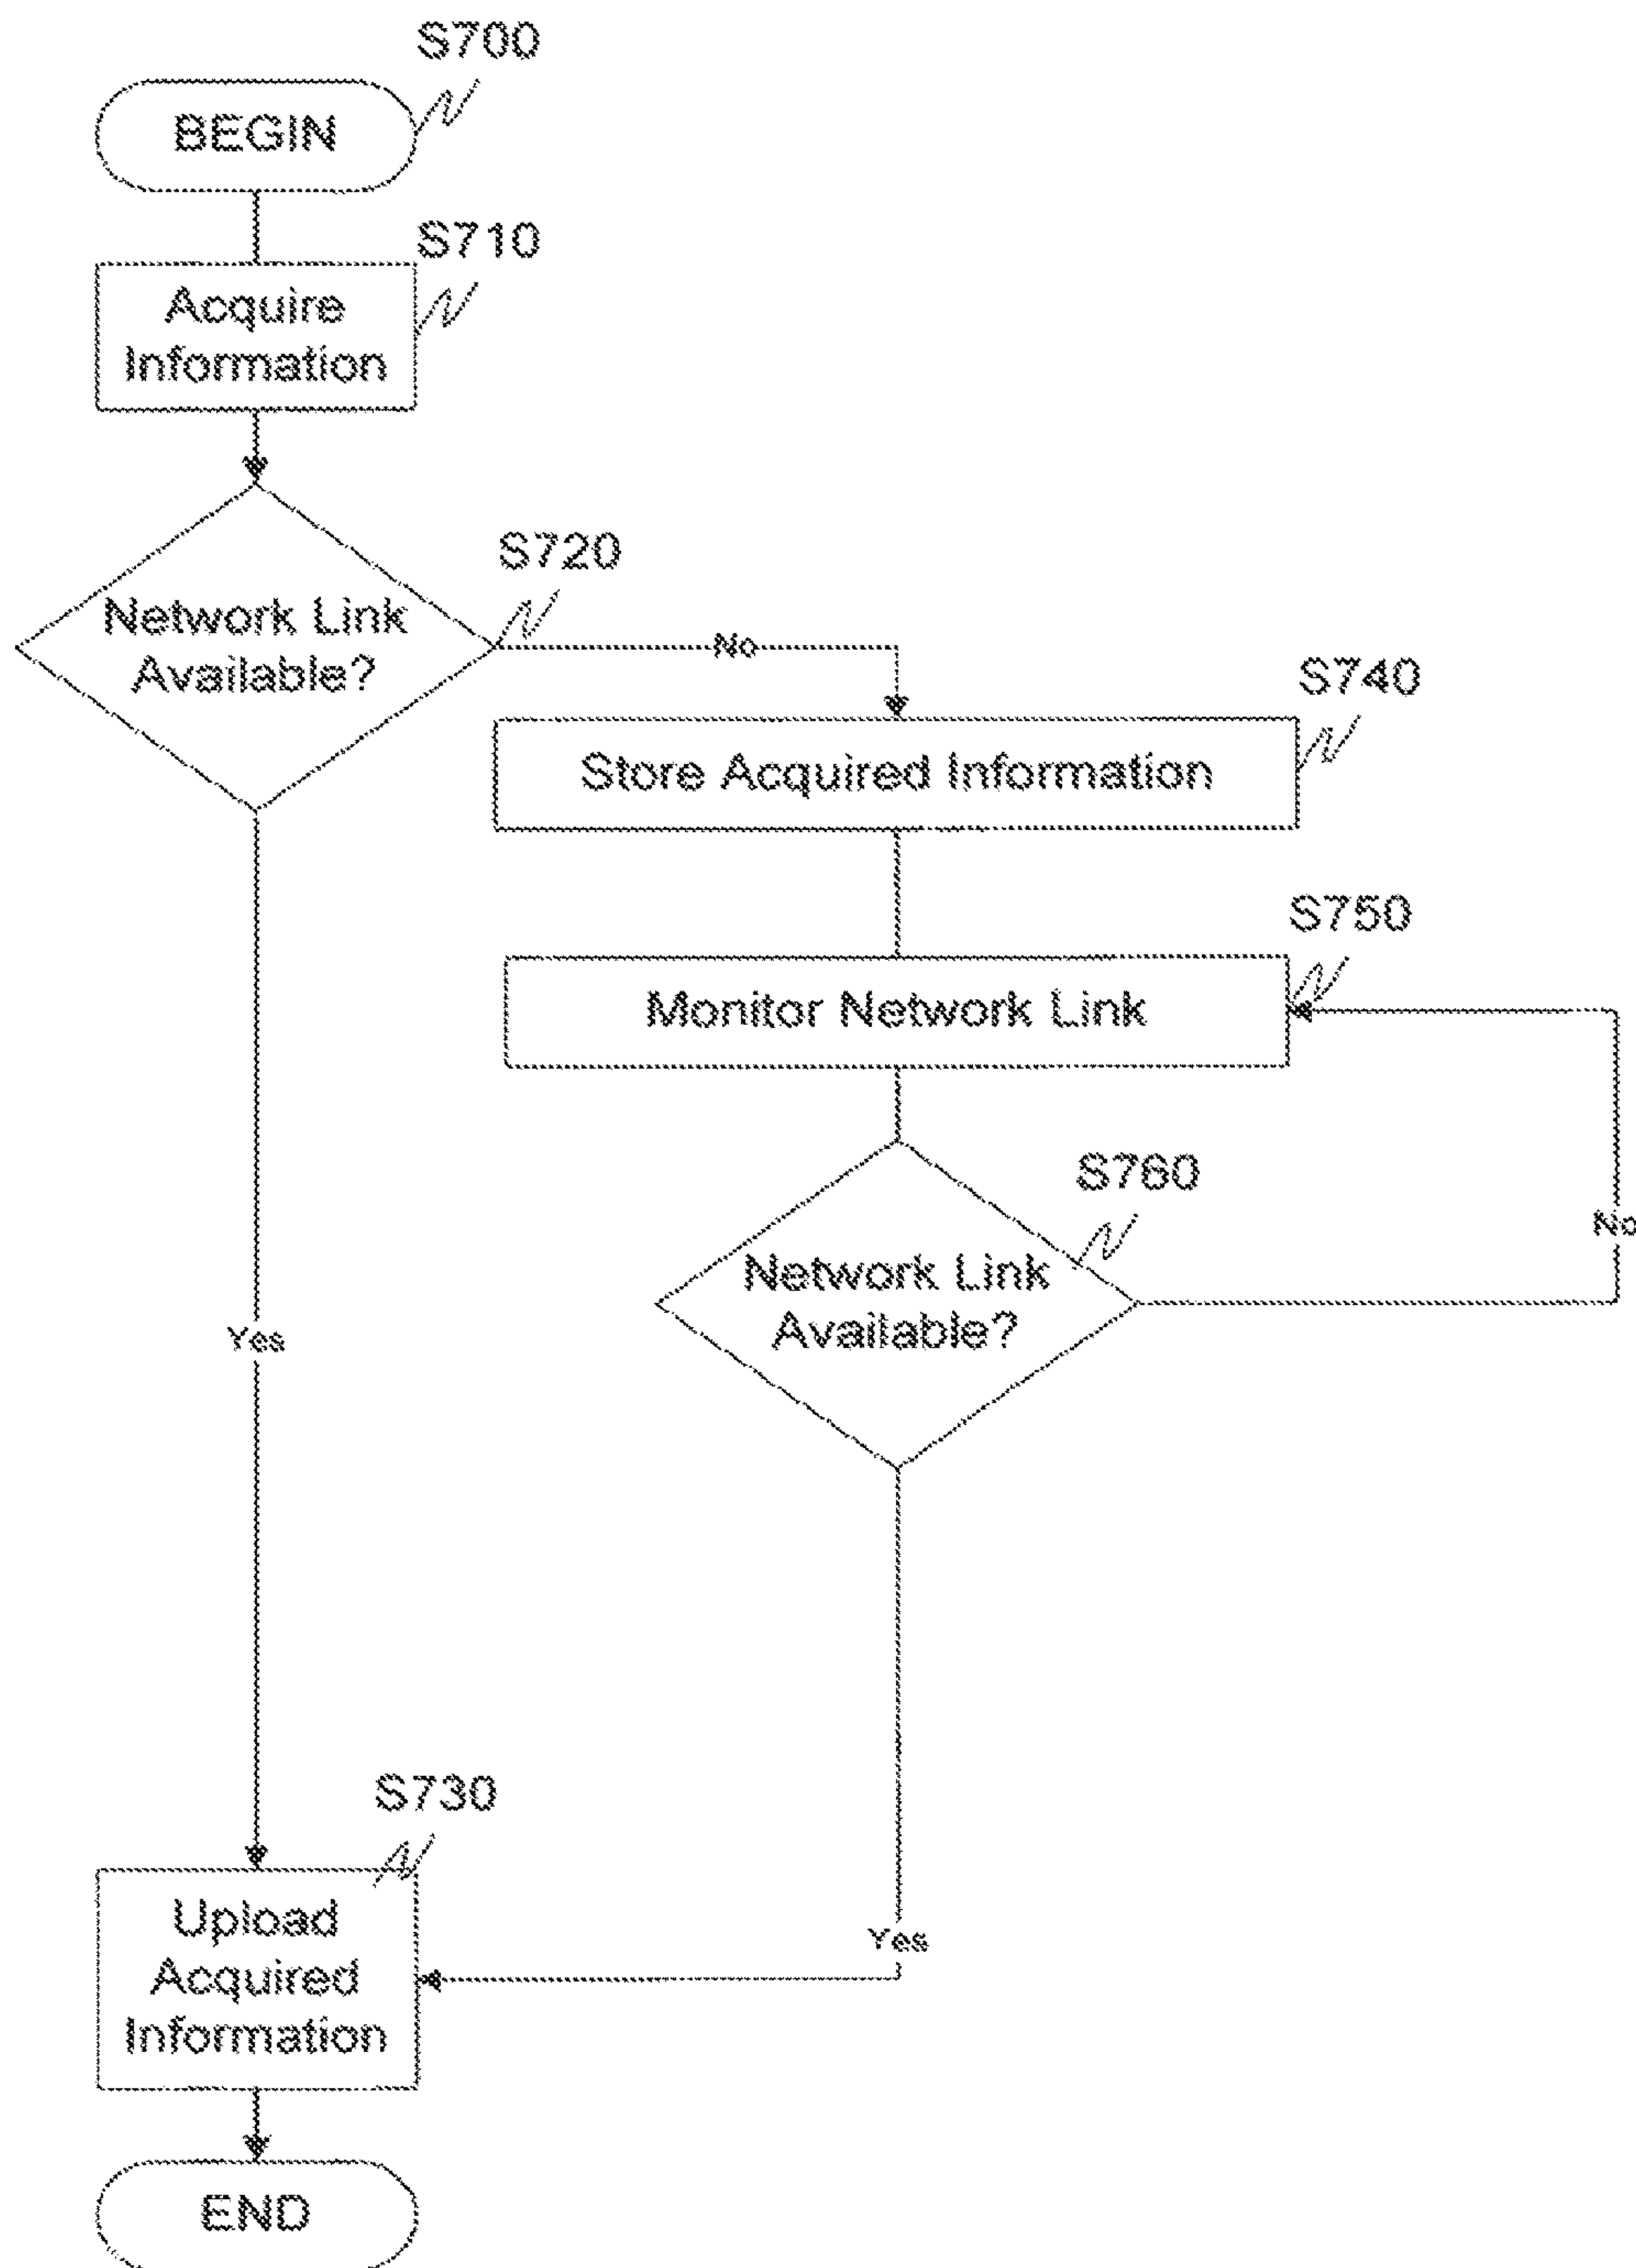 S700
BEGIN
S710
Acquire
Information
S720
Network Link
Available?
No
S740
Store Acquired Information
S750
Monitor Network Link
S760
Network Link
Available?
No
Yes
S730
Upload
Acquired
Information
Yes
END